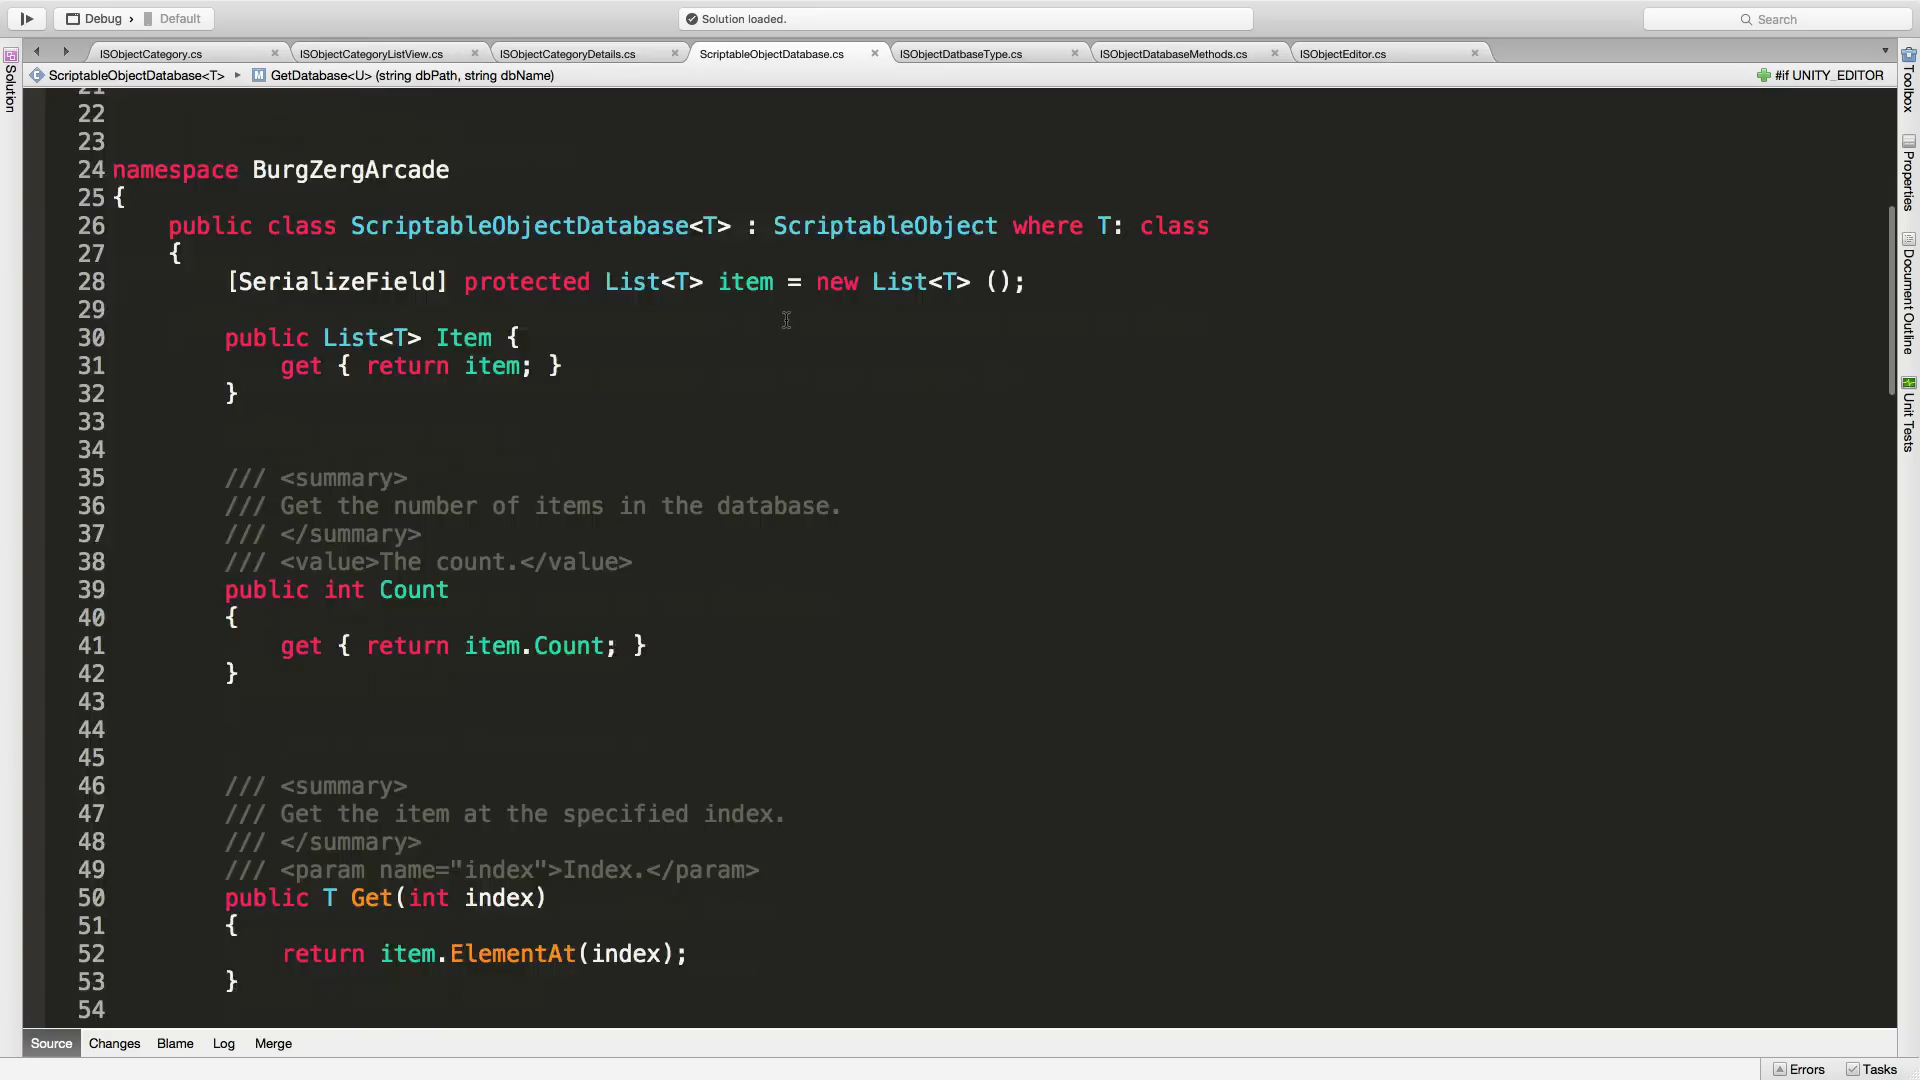 Debug › Default
Solution loaded.
Search
ISObjectCategory.cs
ISObjectCategoryListView.cs
ISObjectCategoryDetails.cs
ScriptableObjectDatabase.cs
ISObjectDatbaseType.cs
ISObjectDatabaseMethods.cs
ISObjectEditor.cs
ScriptableObjectDatabase<T> ▸ GetDatabase<U> (string dbPath, string dbName)
#if UNITY_EDITOR
Solution
Toolbox
Properties
Document Outline
Unit Tests
21
22
23
24 namespace BurgZergArcade
25 {
26 public class ScriptableObjectDatabase<T> : ScriptableObject where T: class
27 {
28 [SerializeField] protected List<T> item = new List<T> ();
29
30 public List<T> Item {
31 get { return item; }
32 }
33
34
35 /// <summary>
36 /// Get the number of items in the database.
37 /// </summary>
38 /// <value>The count.</value>
39 public int Count
40 {
41 get { return item.Count; }
42 }
43
44
45
46 /// <summary>
47 /// Get the item at the specified index.
48 /// </summary>
49 /// <param name="index">Index.</param>
50 public T Get(int index)
51 {
52 return item.ElementAt(index);
53 }
54
Source Changes Blame Log Merge
Errors Tasks